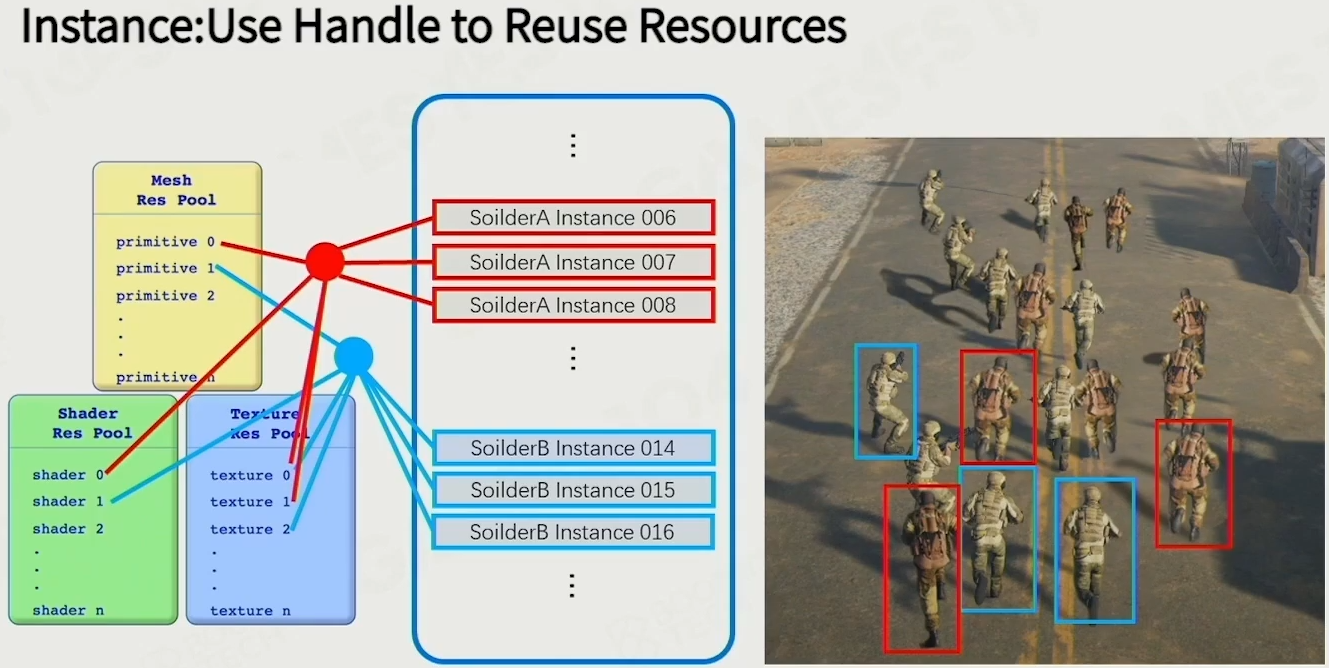 Instance:Use Handle to Reuse Resources
Mesh
Res Pool
primitive 0
primitive 1
primitive 2
.
.
.
primitive n
Shader
Res Pool
shader 0
shader 1
shader 2
.
.
.
shader n
Texture
Res Pool
texture 0
texture 1
texture 2
.
.
.
texture n
⋮
SoilderA Instance 006
SoilderA Instance 007
SoilderA Instance 008
⋮
SoilderB Instance 014
SoilderB Instance 015
SoilderB Instance 016
⋮